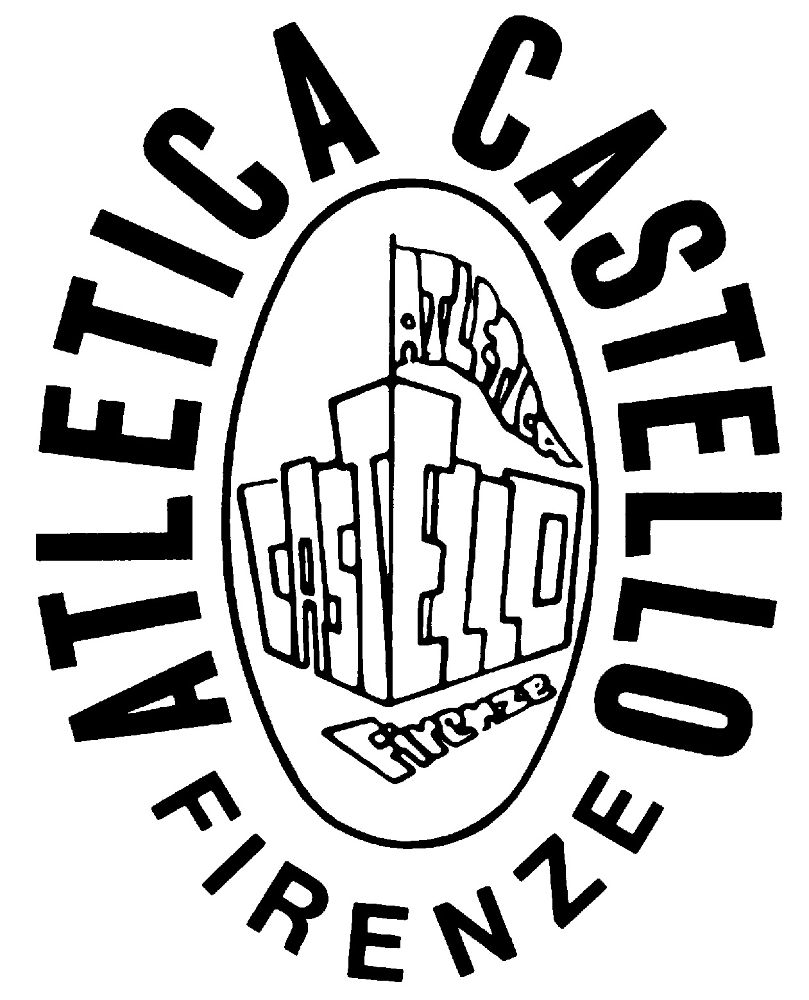 ATLETICA CASTELLO
FIRENZE
ATLETICA
CASTELLO
Firenze